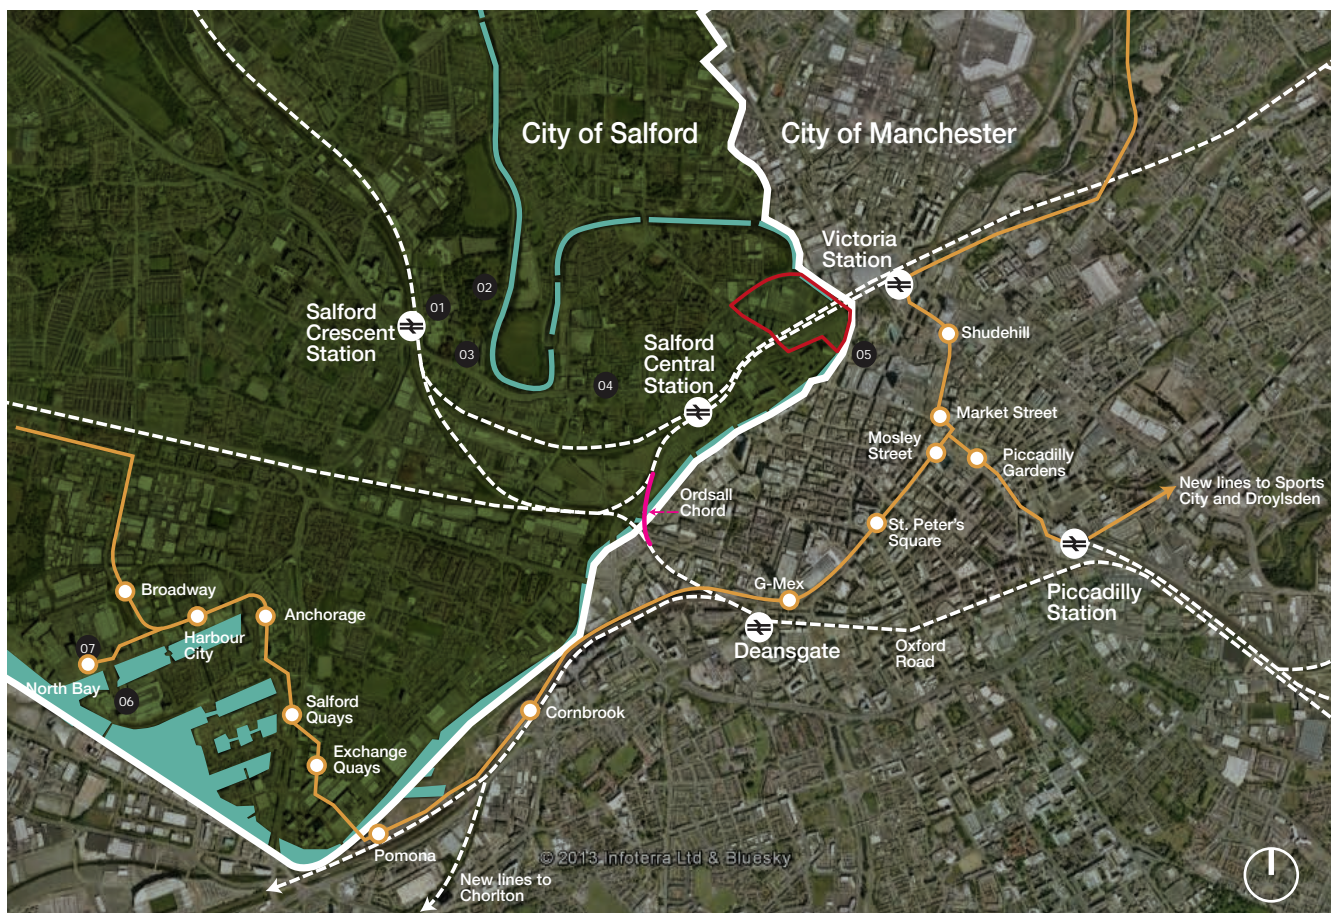 City of Salford
City of Manchester
Victoria
Station
02
01
Salford
Crescent
Station
Shudehill
Salford
Central
Station
03
05
04
Market Street
Mosley
Street
Piccadilly
Gardens
New lines to Sports
City and Droylsden
Ordsall
Chord
St. Peter's
Square
G-Mex
Broadway
Piccadilly
Station
Anchorage
Harbour
City
07
Deansgate
Oxford
Road
North Bay
06
Salford
Quays
Cornbrook
Exchange
Quays
Pomona
© 2013 Infoterra Ltd & Bluesky
New lines to
Chorlton